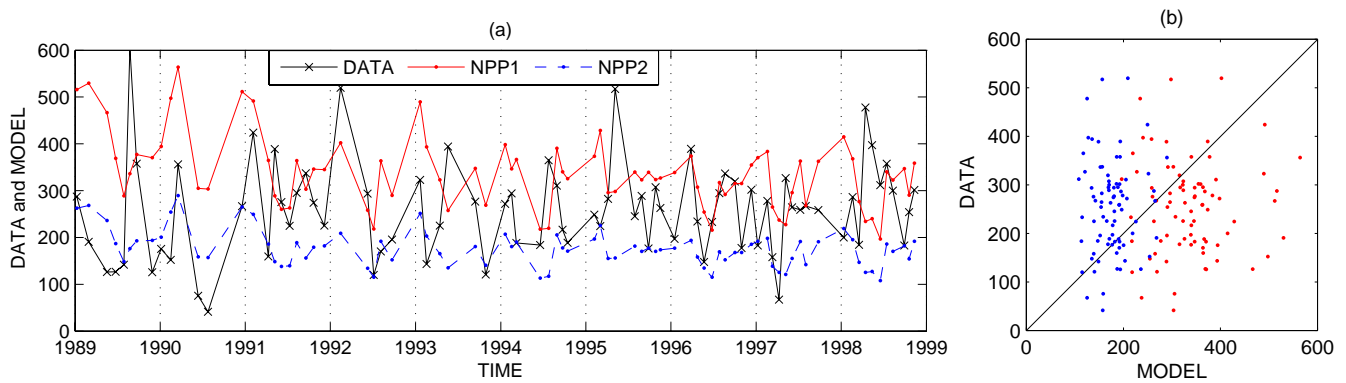 (a)
600
500
400
300
200
100
0
DATA and MODEL
DATA NPP1 NPP2
1989 1990 1991 1992 1993 1994 1995 1996 1997 1998 1999
TIME
(b)
600
500
400
300
200
100
0
DATA
0 200 400 600
MODEL